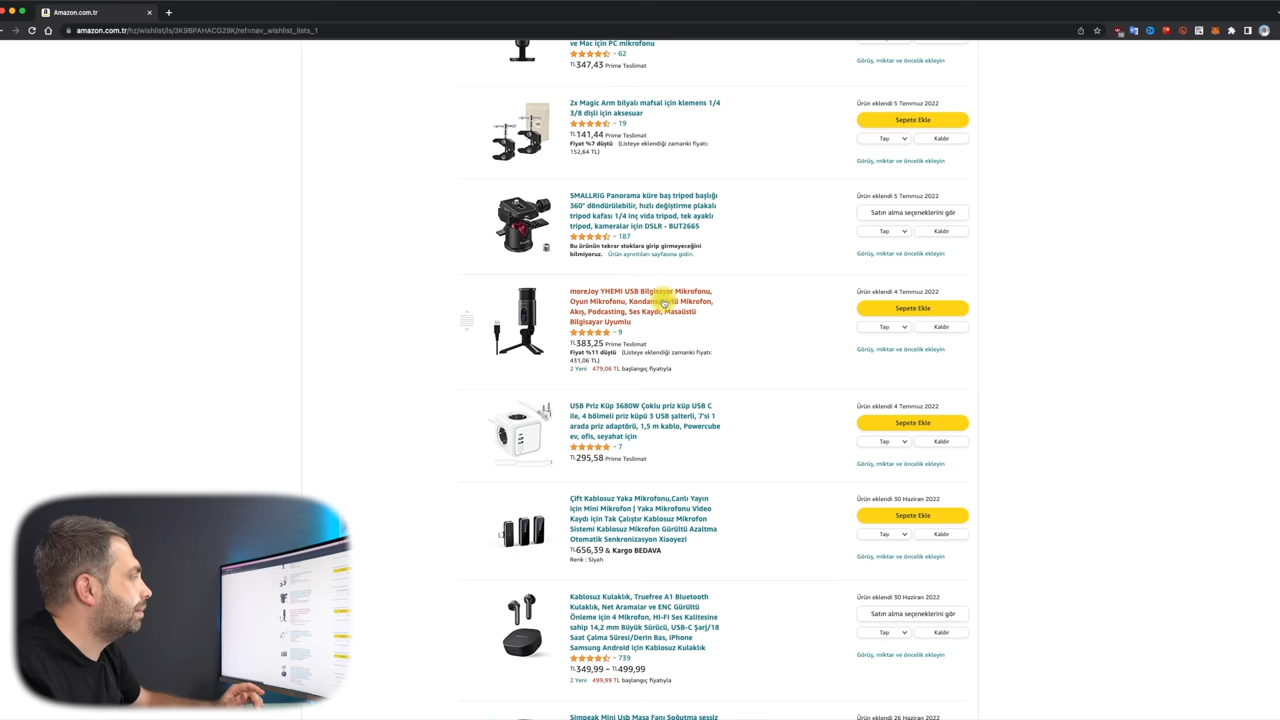 Amazon.com.tr
amazon.com.tr/hz/wishlist/ls/3K9BPAHACG29K/ref=nav_wishlist_lists_1
ve Mac için PC mikrofonu
62
TL347,43 Prime Teslimat
Görüş, miktar ve öncelik ekleyin
2x Magic Arm bilyalı mafsal için klemens 1/4
3/8 dişli için aksesuar
19
TL141,44 Prime Teslimat
Fiyat %7 düştü (Listeye eklendiği zamanki fiyatı:
152,64 TL)
Ürün eklendi 5 Temmuz 2022
Sepete Ekle
Taşı
Kaldır
Görüş, miktar ve öncelik ekleyin
SMALLRIG Panorama küre baş tripod başlığı
360° döndürülebilir, hızlı değiştirme plakalı
tripod kafası 1/4 inç vida tripod, tek ayaklı
tripod, kameralar için DSLR - BUT2665
187
Bu ürünün tekrar stoklara girip girmeyeceğini
bilmiyoruz. Ürün ayrıntıları sayfasına gidin.
Ürün eklendi 5 Temmuz 2022
Satın alma seçeneklerini gör
Taşı
Kaldır
Görüş, miktar ve öncelik ekleyin
moreJoy YHEMI USB Bilgisayar Mikrofonu,
Oyun Mikrofonu, Kondansatörlü Mikrofon,
Akış, Podcasting, Ses Kaydı, Masaüstü
Bilgisayar Uyumlu
9
TL383,25 Prime Teslimat
Fiyat %11 düştü (Listeye eklendiği zamanki fiyatı:
431,06 TL)
2 Yeni 479,06 TL başlangıç fiyatıyla
Ürün eklendi 4 Temmuz 2022
Sepete Ekle
Taşı
Kaldır
Görüş, miktar ve öncelik ekleyin
USB Priz Küp 3680W Çoklu priz küp USB C
ile, 4 bölmeli priz küpü 3 USB şalterli, 7'si 1
arada priz adaptörü, 1,5 m kablo, Powercube
ev, ofis, seyahat için
7
TL295,58 Prime Teslimat
Ürün eklendi 4 Temmuz 2022
Sepete Ekle
Taşı
Kaldır
Görüş, miktar ve öncelik ekleyin
Çift Kablosuz Yaka Mikrofonu,Canlı Yayın
için Mini Mikrofon | Yaka Mikrofonu Video
Kaydı için Tak Çalıştır Kablosuz Mikrofon
Sistemi Kablosuz Mikrofon Gürültü Azaltma
Otomatik Senkronizasyon Xiaoyezi
TL656,39 & Kargo BEDAVA
Renk : Siyah
Ürün eklendi 30 Haziran 2022
Sepete Ekle
Taşı
Kaldır
Görüş, miktar ve öncelik ekleyin
Kablosuz Kulaklık, Truefree A1 Bluetooth
Kulaklık, Net Aramalar ve ENC Gürültü
Önleme için 4 Mikrofon, HI-FI Ses Kalitesine
sahip 14,2 mm Büyük Sürücü, USB-C Şarj/18
Saat Çalma Süresi/Derin Bas, iPhone
Samsung Android için Kablosuz Kulaklık
739
TL349,99 – TL499,99
2 Yeni 499,99 TL başlangıç fiyatıyla
Ürün eklendi 30 Haziran 2022
Satın alma seçeneklerini gör
Taşı
Kaldır
Görüş, miktar ve öncelik ekleyin
Simpeak Mini Usb Masa Fanı Soğutma sessiz
Ürün eklendi 26 Haziran 2022